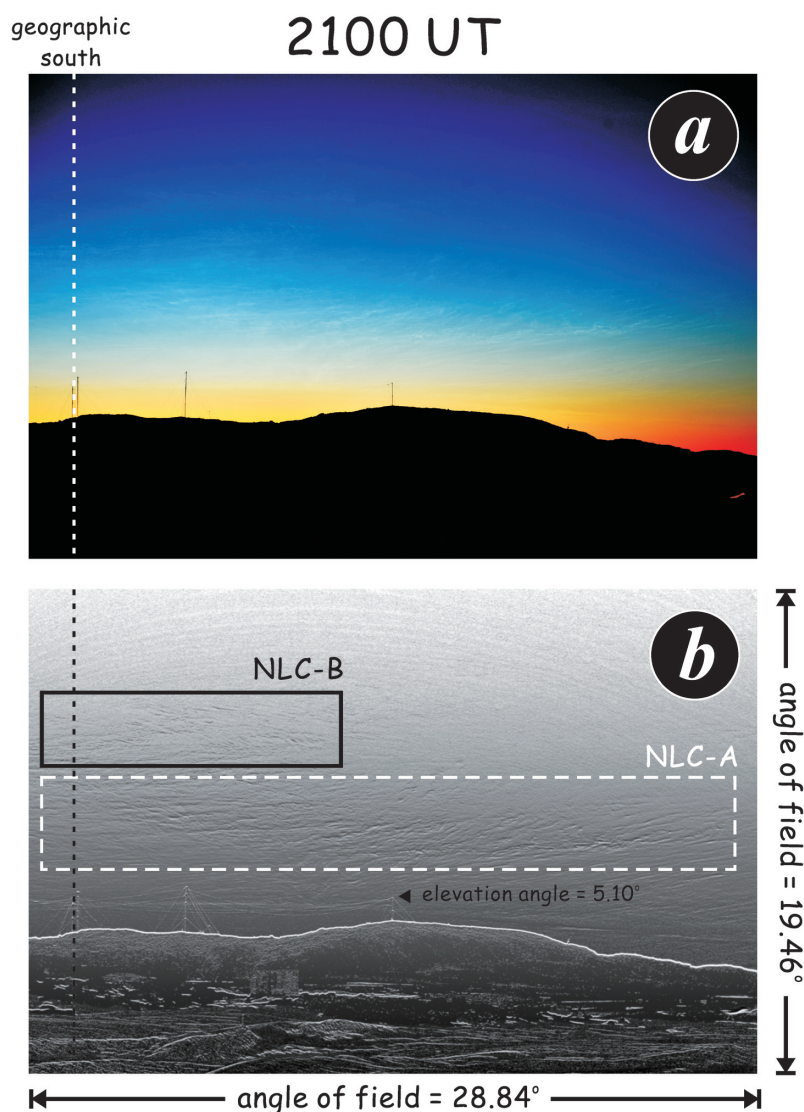 geographic
south
2100 UT
a
b
NLC-B
NLC-A
◄ elevation angle = 5.10°
angle of field = 19.46°
angle of field = 28.84°